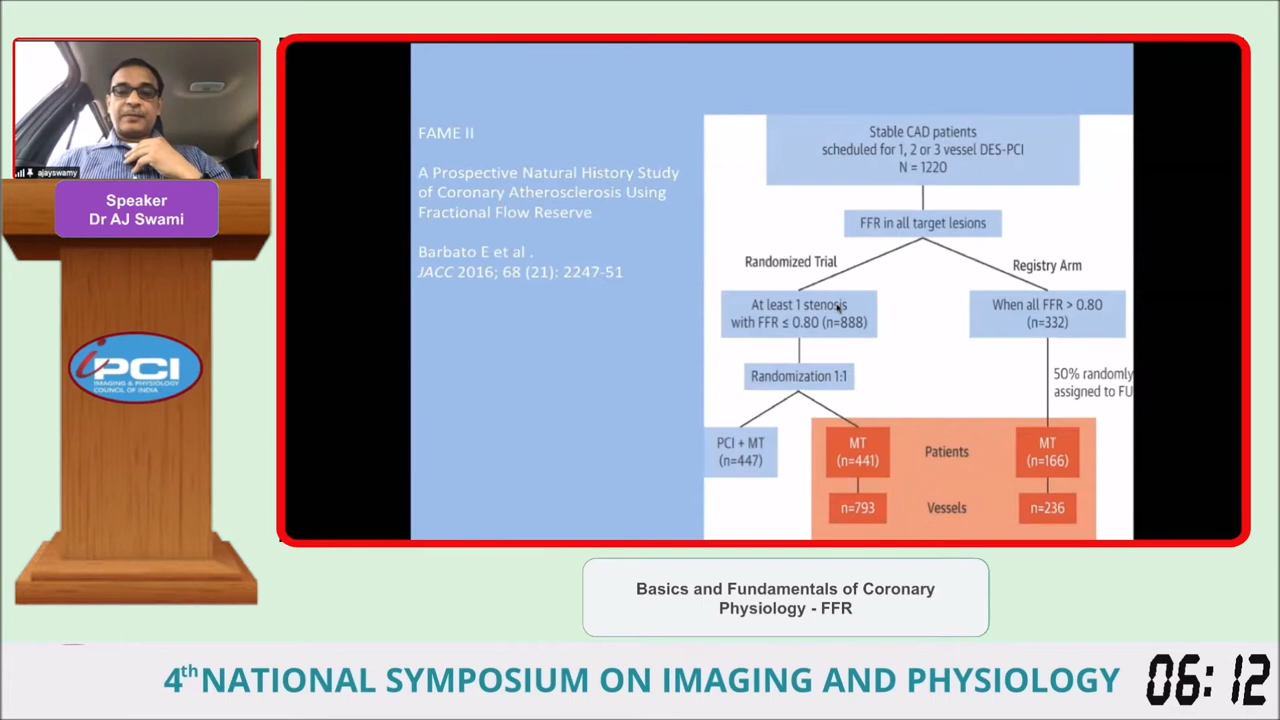 ajayswamy
Speaker
Dr AJ Swami
iPCI
IMAGING & PHYSIOLOGY
COUNCIL OF INDIA
FAME II
A Prospective Natural History Study
of Coronary Atherosclerosis Using
Fractional Flow Reserve
Barbato E et al .
JACC 2016; 68 (21): 2247-51
Stable CAD patients
scheduled for 1, 2 or 3 vessel DES-PCI
N = 1220
FFR in all target lesions
Randomized Trial
Registry Arm
At least 1 stenosis
with FFR ≤ 0.80 (n=888)
When all FFR > 0.80
(n=332)
Randomization 1:1
50% randomly
assigned to FU
PCI + MT
(n=447)
MT
(n=441)
Patients
MT
(n=166)
n=793
Vessels
n=236
Basics and Fundamentals of Coronary
Physiology - FFR
4th NATIONAL SYMPOSIUM ON IMAGING AND PHYSIOLOGY
06:12